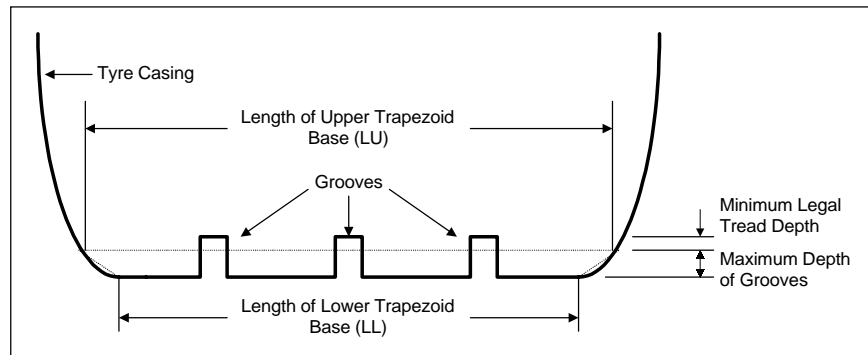 Tyre Casing
Length of Upper Trapezoid
Base (LU)
Grooves
Minimum Legal
Tread Depth
Maximum Depth
of Grooves
Length of Lower Trapezoid
Base (LL)